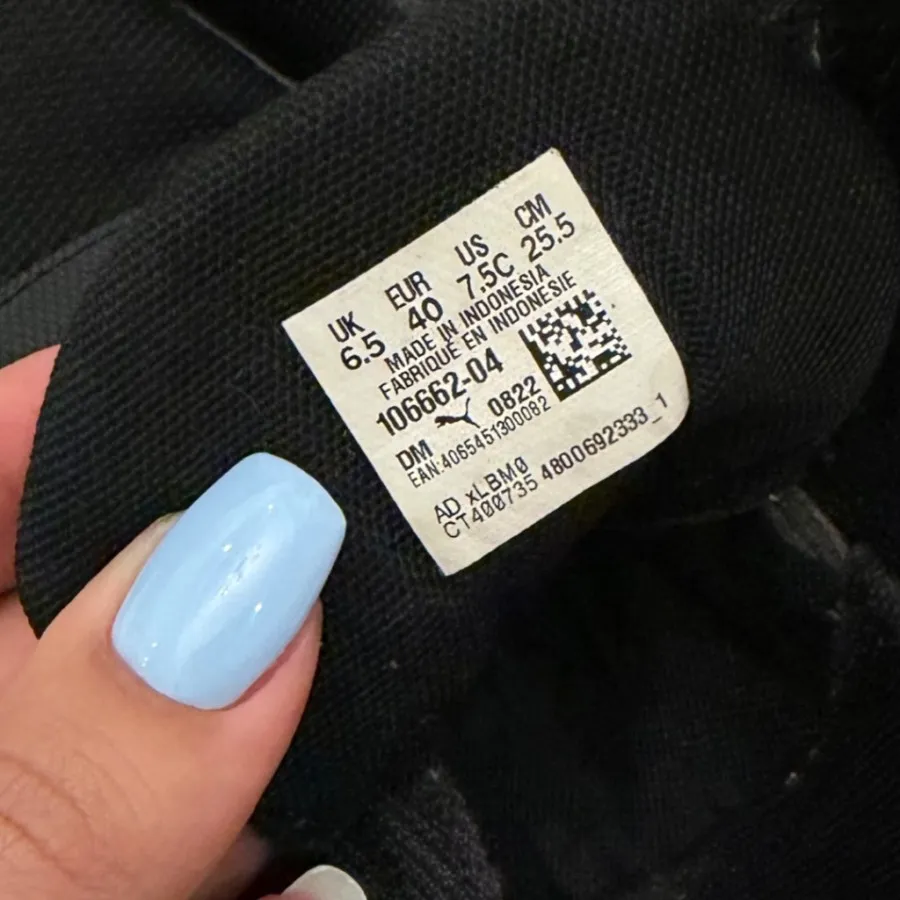 UK EUR US CM
6.5 40 7.5C 25.5
MADE IN INDONESIA
FABRIQUÉ EN INDONESIE
106662-04
DM 0822
EAN:4065451300082
AD xLBM0
CT400735 4800692333_1